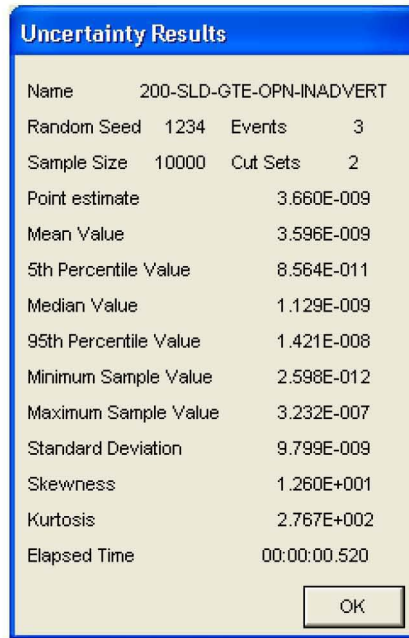 Uncertainty Results
Name 200-SLD-GTE-OPN-INADVERT
Random Seed 1234 Events 3
Sample Size 10000 Cut Sets 2
Point estimate 3.660E-009
Mean Value 3.596E-009
5th Percentile Value 8.564E-011
Median Value 1.129E-009
95th Percentile Value 1.421E-008
Minimum Sample Value 2.598E-012
Maximum Sample Value 3.232E-007
Standard Deviation 9.799E-009
Skewness 1.260E+001
Kurtosis 2.767E+002
Elapsed Time 00:00:00.520
OK